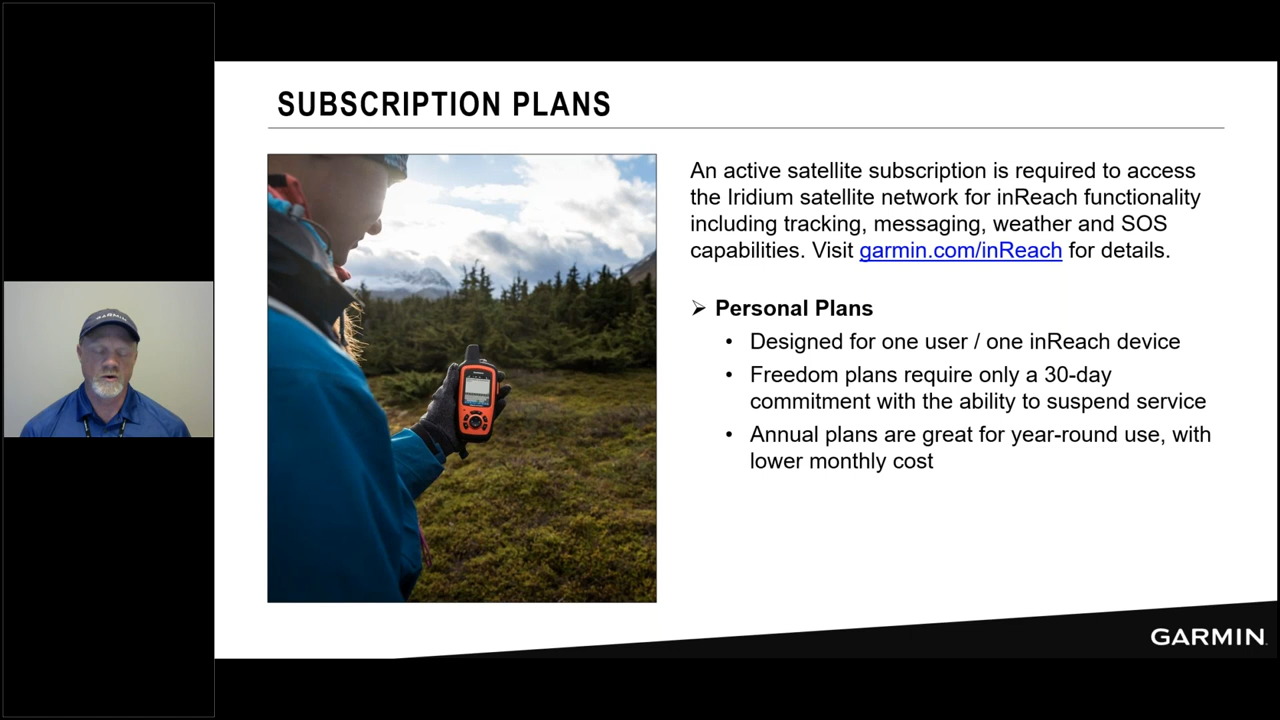 SUBSCRIPTION PLANS
An active satellite subscription is required to access
the Iridium satellite network for inReach functionality
including tracking, messaging, weather and SOS
capabilities. Visit garmin.com/inReach for details.
➢ Personal Plans
• Designed for one user / one inReach device
• Freedom plans require only a 30-day
commitment with the ability to suspend service
• Annual plans are great for year-round use, with
lower monthly cost
GARMIN
GARMIN